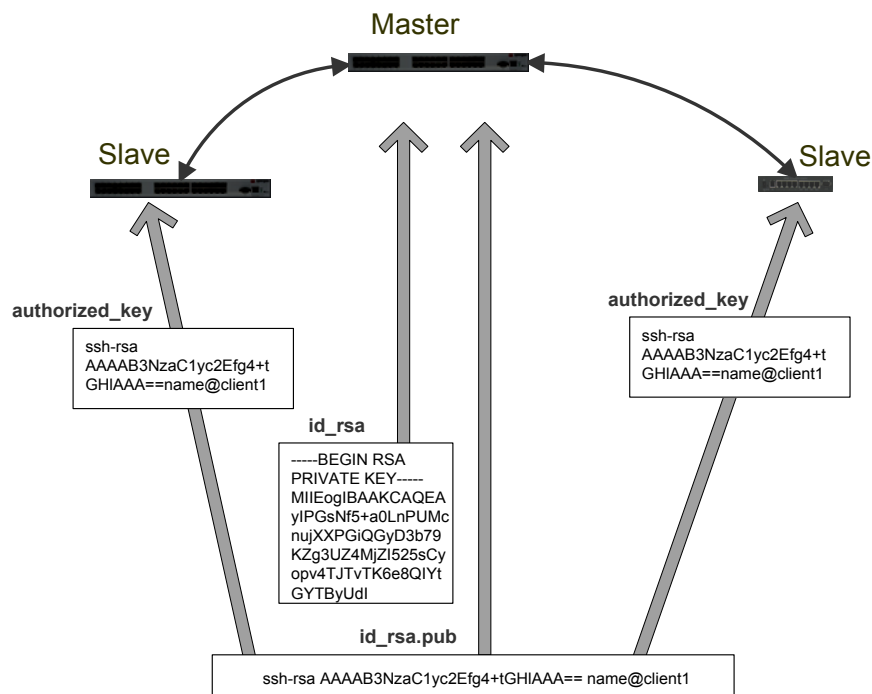 Master
Slave
Slave
authorized_key
ssh-rsa
AAAAB3NzaC1yc2Efg4+t
GHIAAA==name@client1
authorized_key
ssh-rsa
AAAAB3NzaC1yc2Efg4+t
GHIAAA==name@client1
id_rsa
-----BEGIN RSA
PRIVATE KEY-----
MIIEogIBAAKCAQEA
yIPGsNf5+a0LnPUMc
nujXXPGiQGyD3b79
KZg3UZ4MjZI525sCy
opv4TJTvTK6e8QIYt
GYTByUdI
id_rsa.pub
ssh-rsa AAAAB3NzaC1yc2Efg4+tGHIAAA== name@client1